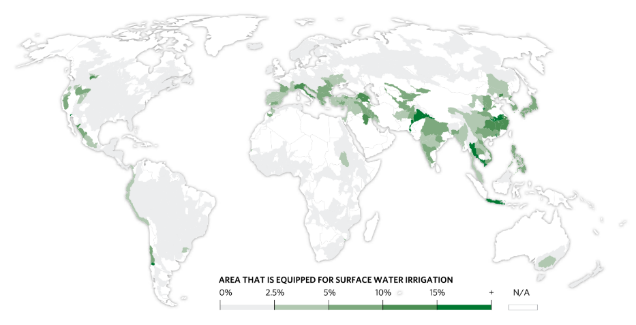 AREA THAT IS EQUIPPED FOR SURFACE WATER IRRIGATION
0% 2.5% 5% 10% 15% + N/A